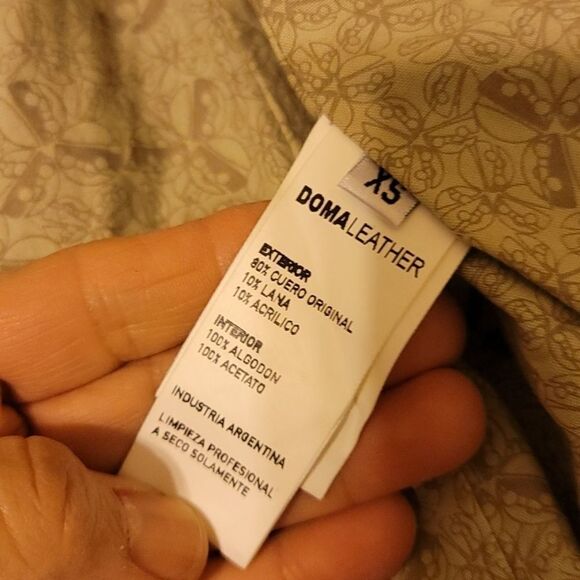 XS
DOMALEATHER
EXTERIOR
80% CUERO ORIGINAL
10% LANA
10% ACRILICO
INTERIOR
100% ALGODON
100% ACETATO
INDUSTRIA ARGENTINA
LIMPIEZA PROFESIONAL
A SECO SOLAMENTE